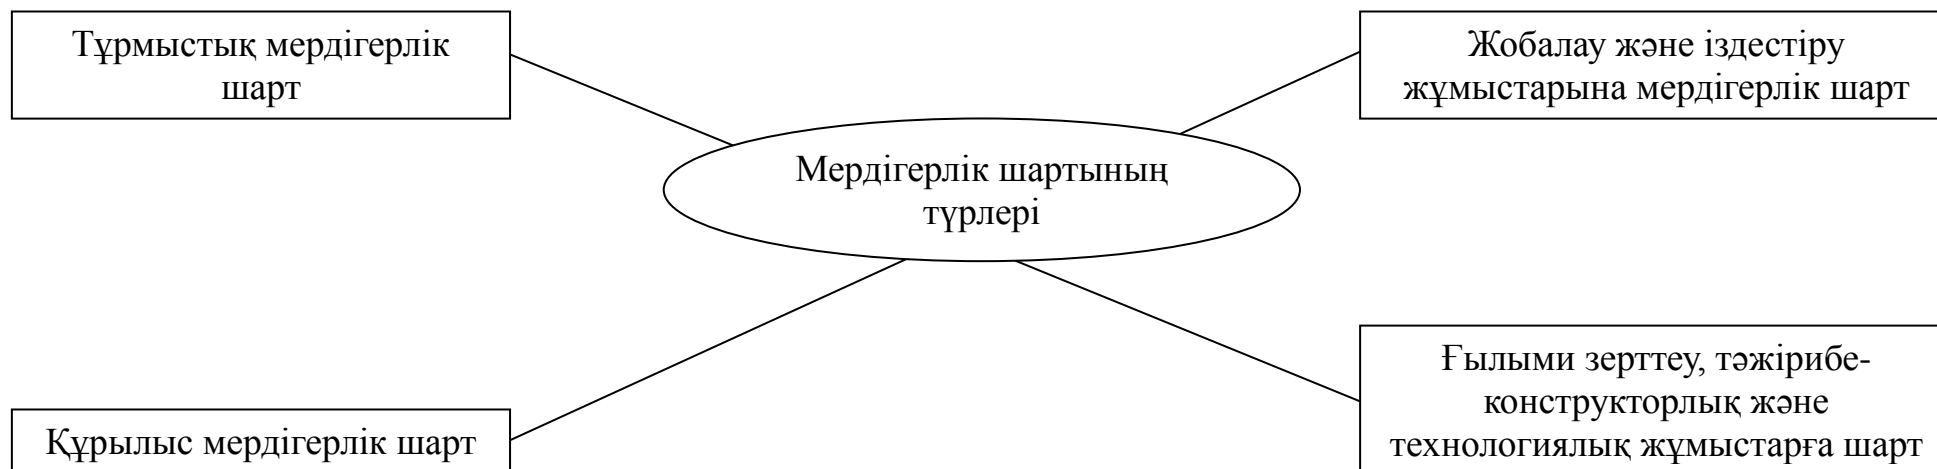 Тұрмыстық мердігерлік
шарт
Жобалау және іздестіру
жұмыстарына мердігерлік шарт
Мердігерлік шартының
түрлері
Құрылыс мердігерлік шарт
Ғылыми зерттеу, тәжірибе-
конструкторлық және
технологиялық жұмыстарға шарт